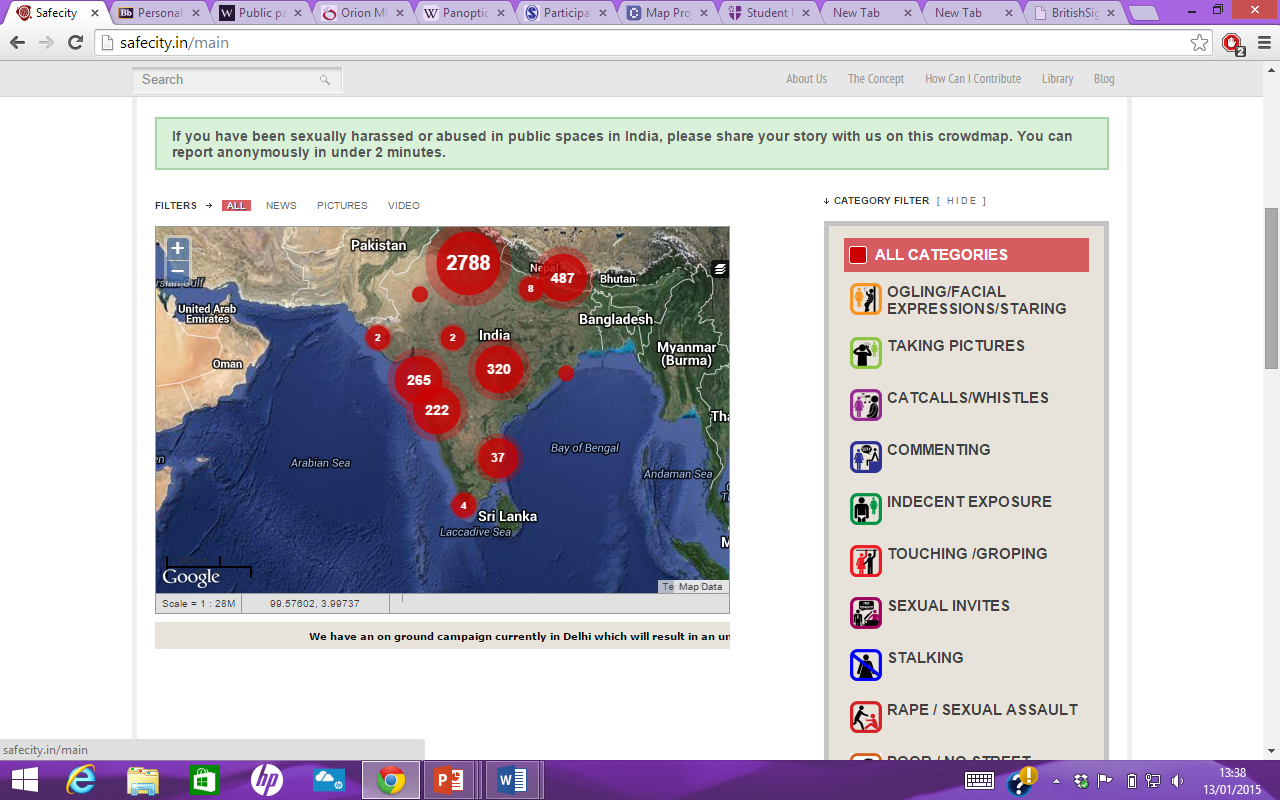 Safecity
Personal
Public pa
Orion Mi
Panoptic
Participa
Map Pro
Student
New Tab
New Tab
BritishSig
safecity.in/main
2
Search
About Us
The Concept
How Can I Contribute
Library
Blog
If you have been sexually harassed or abused in public spaces in India, please share your story with us on this crowdmap. You can
report anonymously in under 2 minutes.
FILTERS → ALL NEWS PICTURES VIDEO
↓ CATEGORY FILTER [ HIDE ]
+
−
Pakistan
2788
Nepal
487
8
Bhutan
rsian Gulf
United Arab
Emirates
Bangladesh
2
2
India
Myanmar
(Burma)
Oman
265
320
222
Tha
37
Bay of Bengal
Arabian Sea
Andaman Sea
4
Sri Lanka
Laccadive Sea
M
Google
Te
Map Data
Scale = 1 : 28M
99.57602, 3.99737
We have an on ground campaign currently in Delhi which will result in an un
ALL CATEGORIES
OGLING/FACIAL
EXPRESSIONS/STARING
TAKING PICTURES
CATCALLS/WHISTLES
COMMENTING
INDECENT EXPOSURE
TOUCHING /GROPING
SEXUAL INVITES
STALKING
RAPE / SEXUAL ASSAULT
POOR / NO STREET
safecity.in/main
13:38
13/01/2015